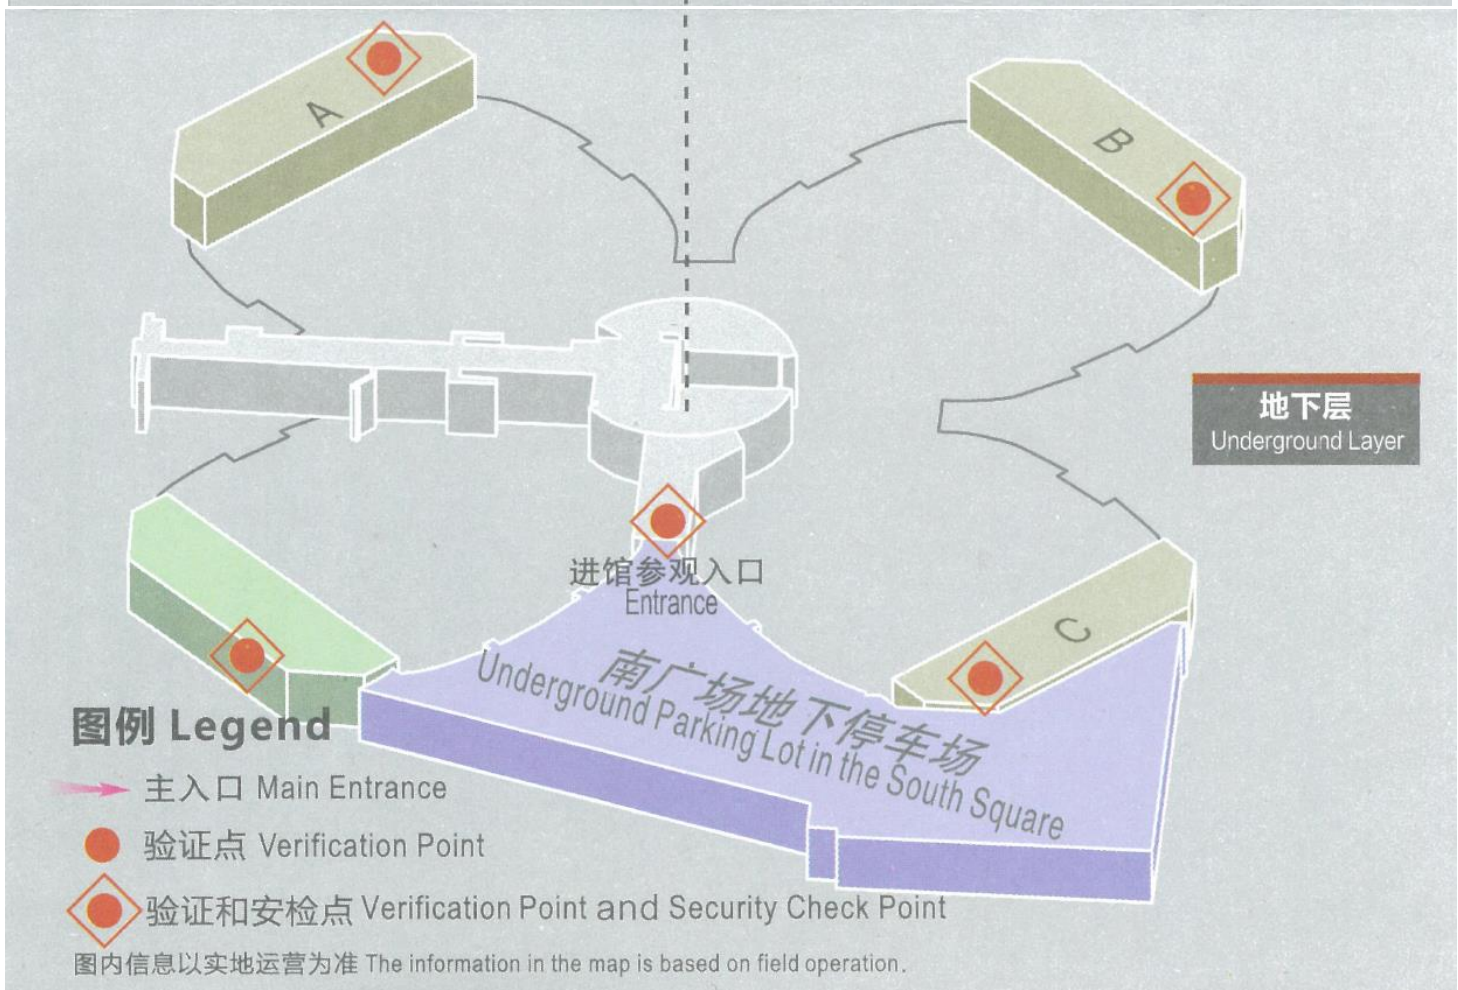 A
B
地下层
Underground Layer
进馆参观入口
Entrance
C
南广场地下停车场
Underground Parking Lot in the South Square
图例 Legend
主入口 Main Entrance
验证点 Verification Point
验证和安检点 Verification Point and Security Check Point
图内信息以实地运营为准 The information in the map is based on field operation.